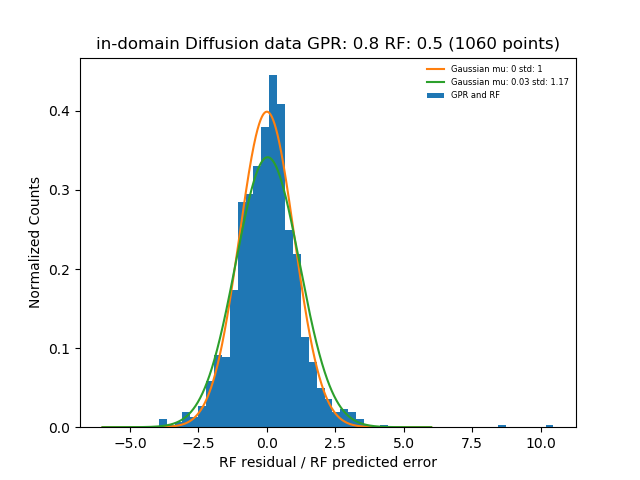 in-domain Diffusion data GPR: 0.8 RF: 0.5 (1060 points)
Gaussian mu: 0 std: 1
Gaussian mu: 0.03 std: 1.17
GPR and RF
Normalized Counts
0.4
0.3
0.2
0.1
0.0
−5.0 −2.5 0.0 2.5 5.0 7.5 10.0
RF residual / RF predicted error